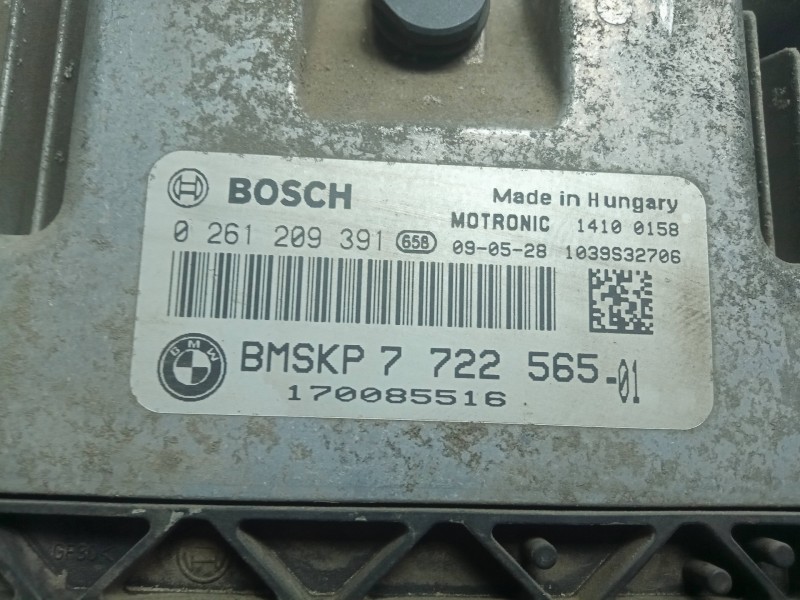 BOSCH Made in Hungary
MOTRONIC 1410 0158
0 261 209 391 658 09-05-28 1039S32706
BMW BMSKP 7 722 565-01
170085516